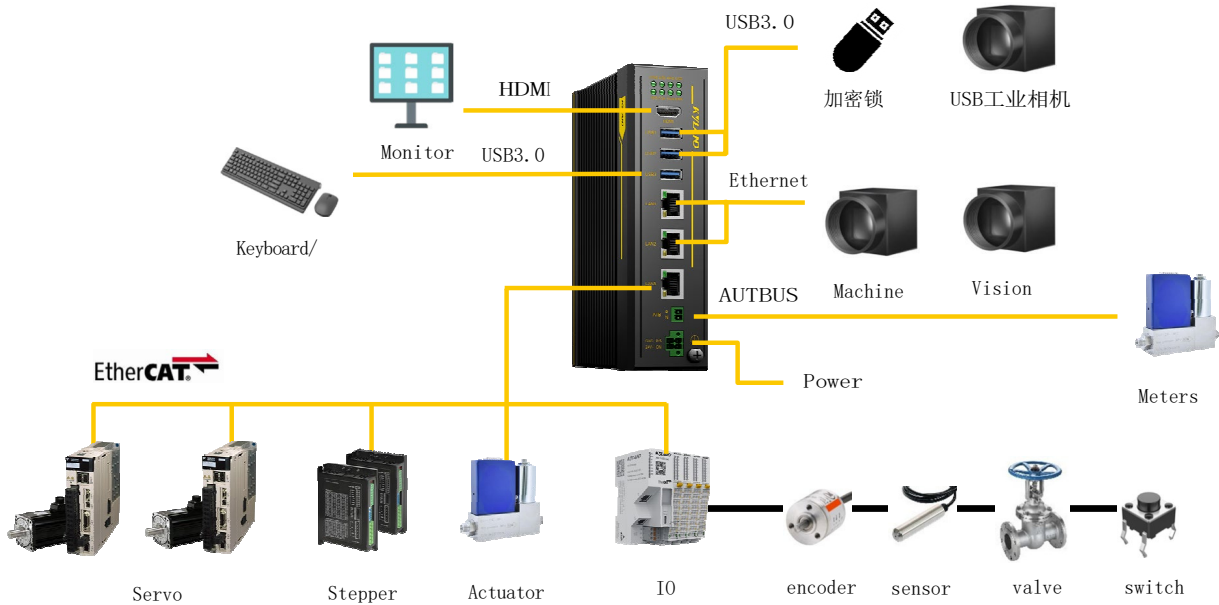 USB3.0
加密锁
USB工业相机
HDMI
Monitor
USB3.0
Keyboard/
KYLAND
Ethernet
Machine
Vision
AUTBUS
Meters
Power
EtherCAT®
Servo
Stepper
Actuator
IO
encoder
sensor
valve
switch